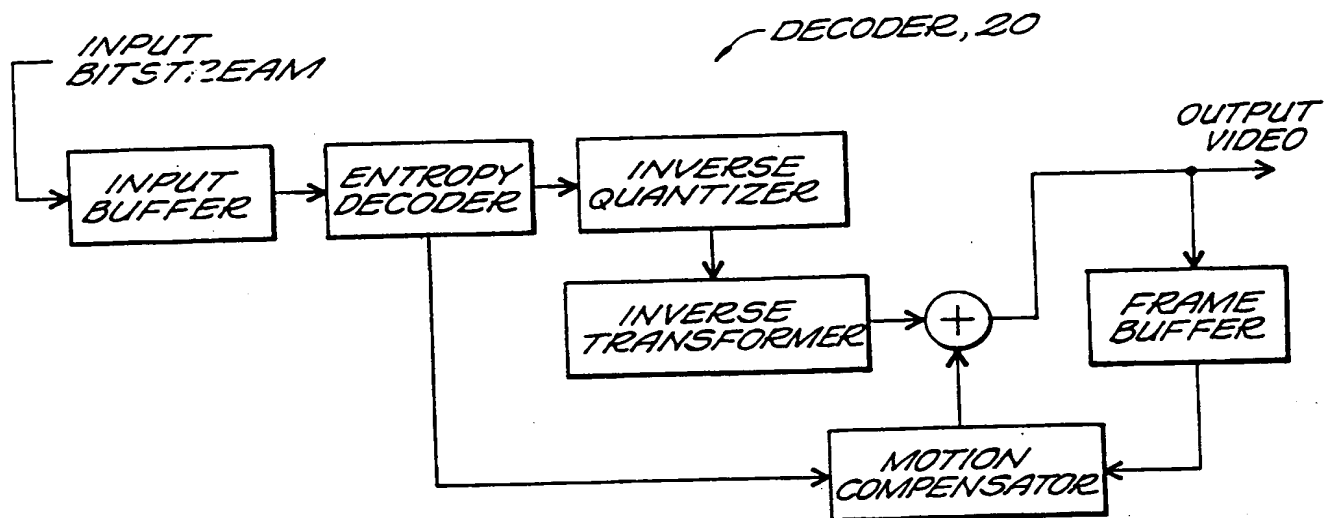 INPUT
DECODER, 20
OUTPUT
VIDEO
INPUT
BUFFER
ENTROPY
DECODER
INVERSE
QUANTIZER
INVERSE
TRANSFORMER
+
FRAME
BUFFER
MOTION
COMPENSATOR